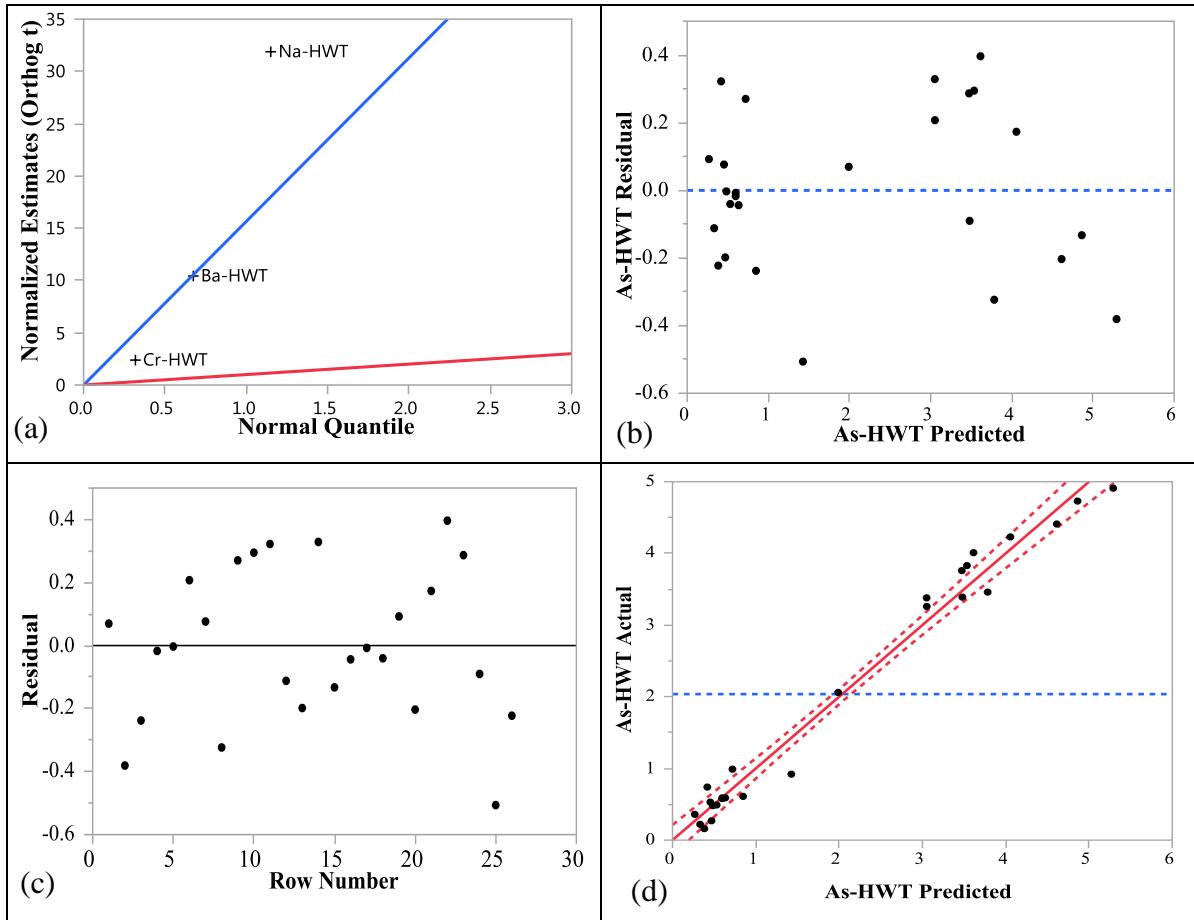 Normalized Estimates (Orthog t)
35
30
25
20
15
10
5
0
+Na-HWT
+Ba-HWT
+Cr-HWT
0.0 0.5 1.0 1.5 2.0 2.5 3.0
Normal Quantile
(a)
As-HWT Residual
0.4
0.2
0.0
-0.2
-0.4
-0.6
0 1 2 3 4 5 6
As-HWT Predicted
(b)
Residual
0.4
0.2
0.0
-0.2
-0.4
-0.6
0 5 10 15 20 25 30
Row Number
(c)
As-HWT Actual
5
4
3
2
1
0
0 1 2 3 4 5 6
As-HWT Predicted
(d)